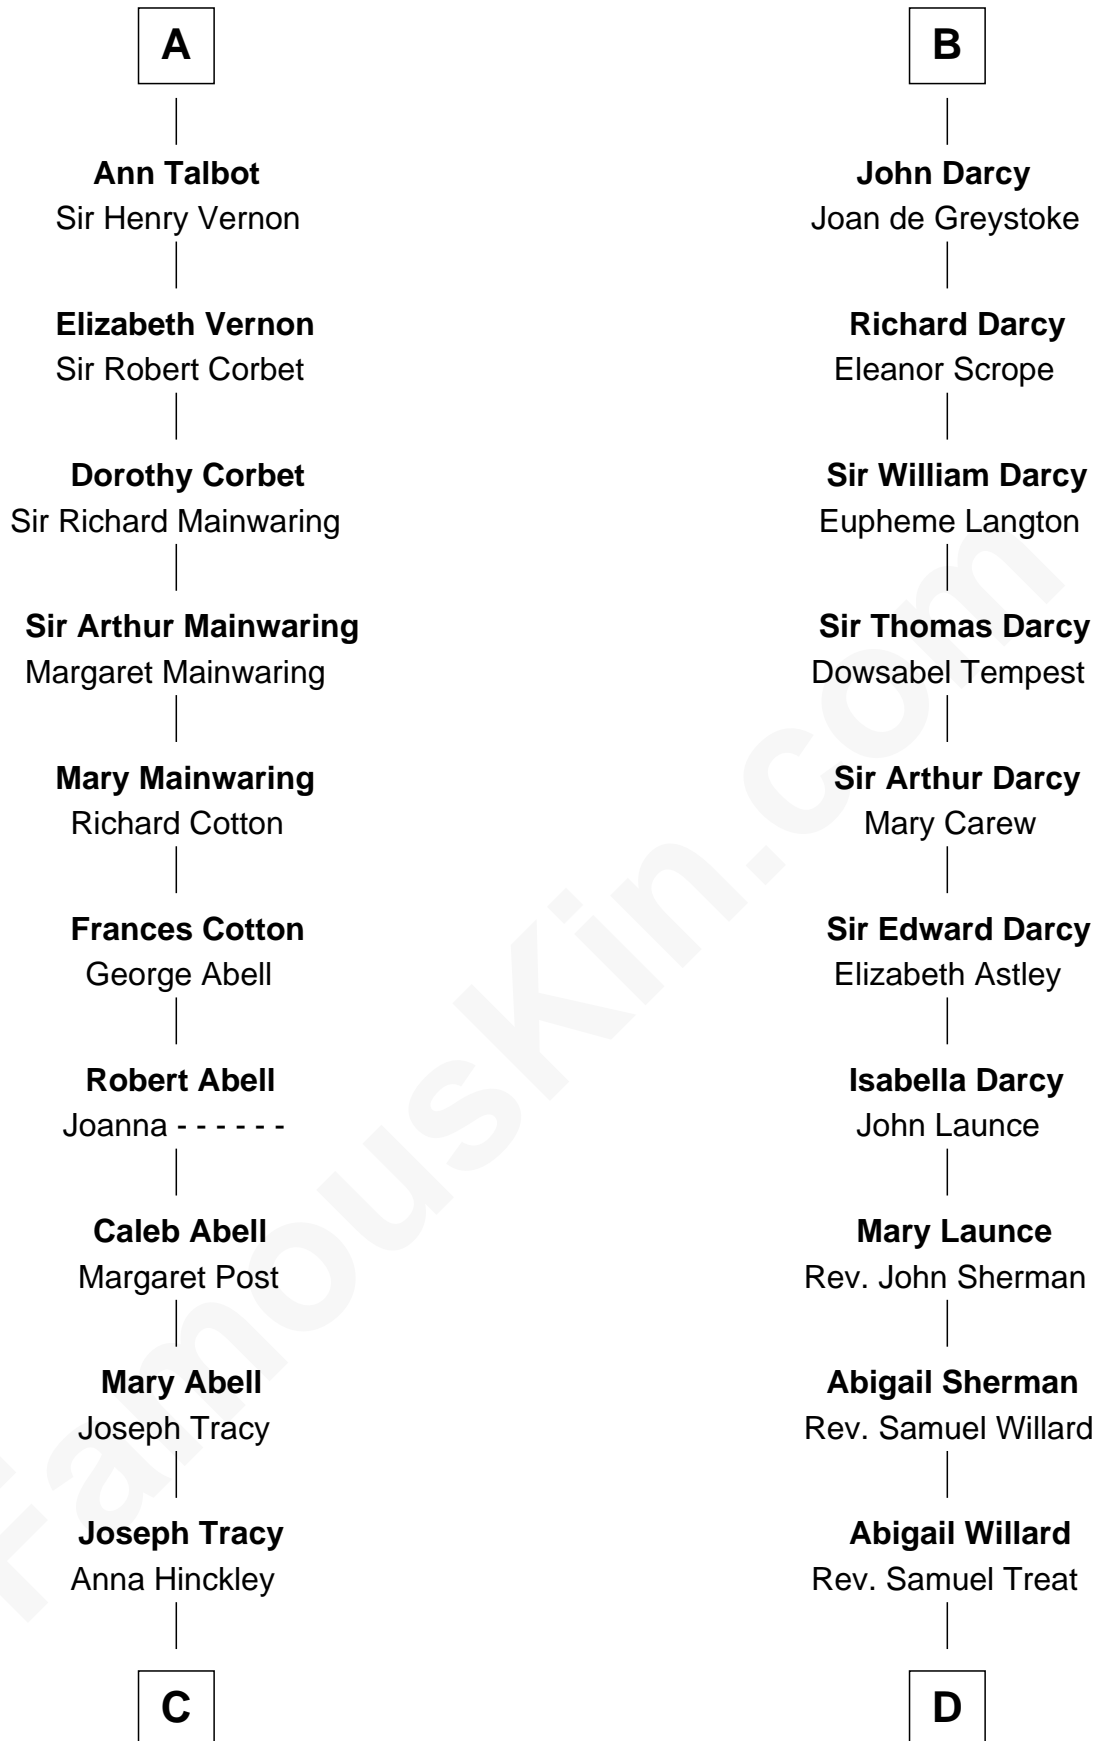 A
Ann Talbot
Sir Henry Vernon
Elizabeth Vernon
Sir Robert Corbet
Dorothy Corbet
Sir Richard Mainwaring
Sir Arthur Mainwaring
Margaret Mainwaring
Mary Mainwaring
Richard Cotton
Frances Cotton
George Abell
Robert Abell
Joanna - - - - - -
Caleb Abell
Margaret Post
Mary Abell
Joseph Tracy
Joseph Tracy
Anna Hinckley
C
B
John Darcy
Joan de Greystoke
Richard Darcy
Eleanor Scrope
Sir William Darcy
Eupheme Langton
Sir Thomas Darcy
Dowsabel Tempest
Sir Arthur Darcy
Mary Carew
Sir Edward Darcy
Elizabeth Astley
Isabella Darcy
John Launce
Mary Launce
Rev. John Sherman
Abigail Sherman
Rev. Samuel Willard
Abigail Willard
Rev. Samuel Treat
D
FamousKin.com